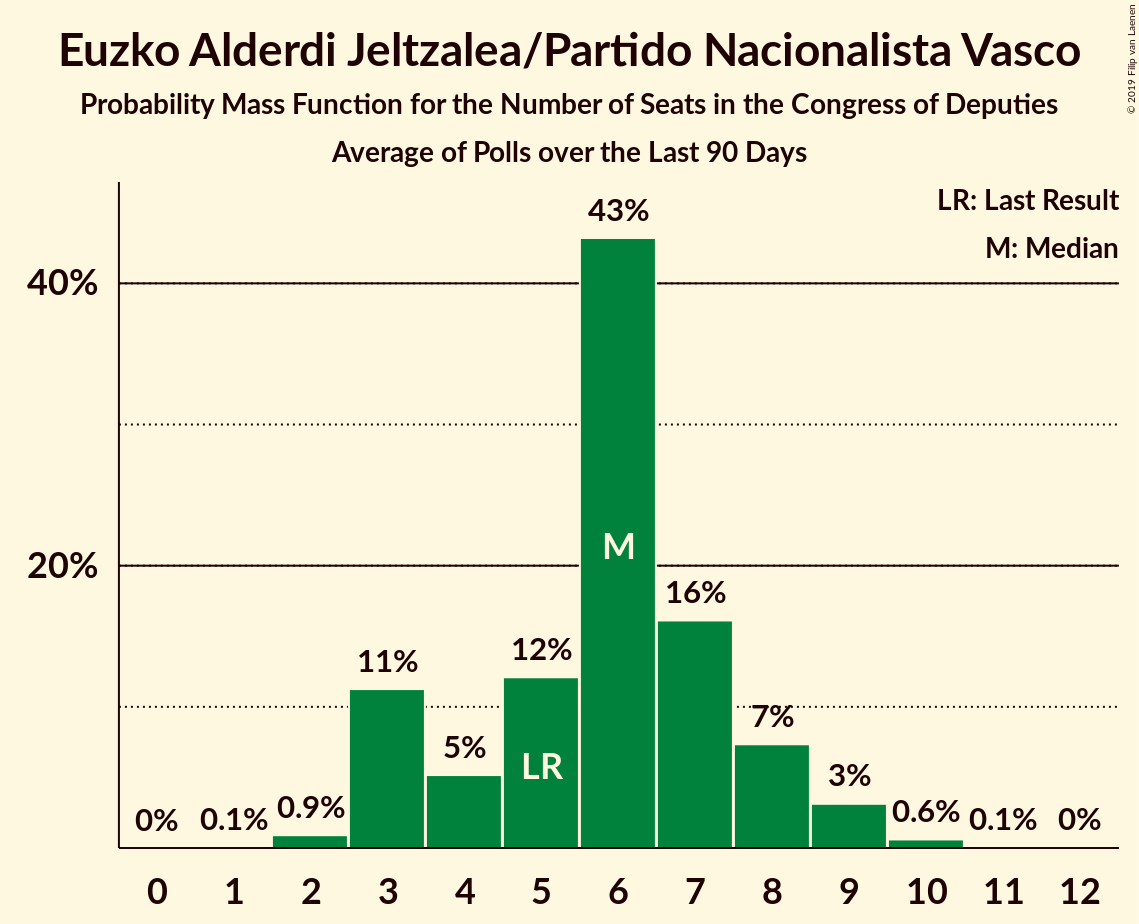 Euzko Alderdi Jeltzalea/Partido Nacionalista Vasco
Probability Mass Function for the Number of Seats in the Congress of Deputies
Average of Polls over the Last 90 Days
© 2019 Filip van Laenen
LR: Last Result
M: Median
43%
40%
M
20%
16%
12%
11%
7%
5%
LR
3%
0% 0.1% 0.9% 0.6% 0.1% 0%
0 1 2 3 4 5 6 7 8 9 10 11 12